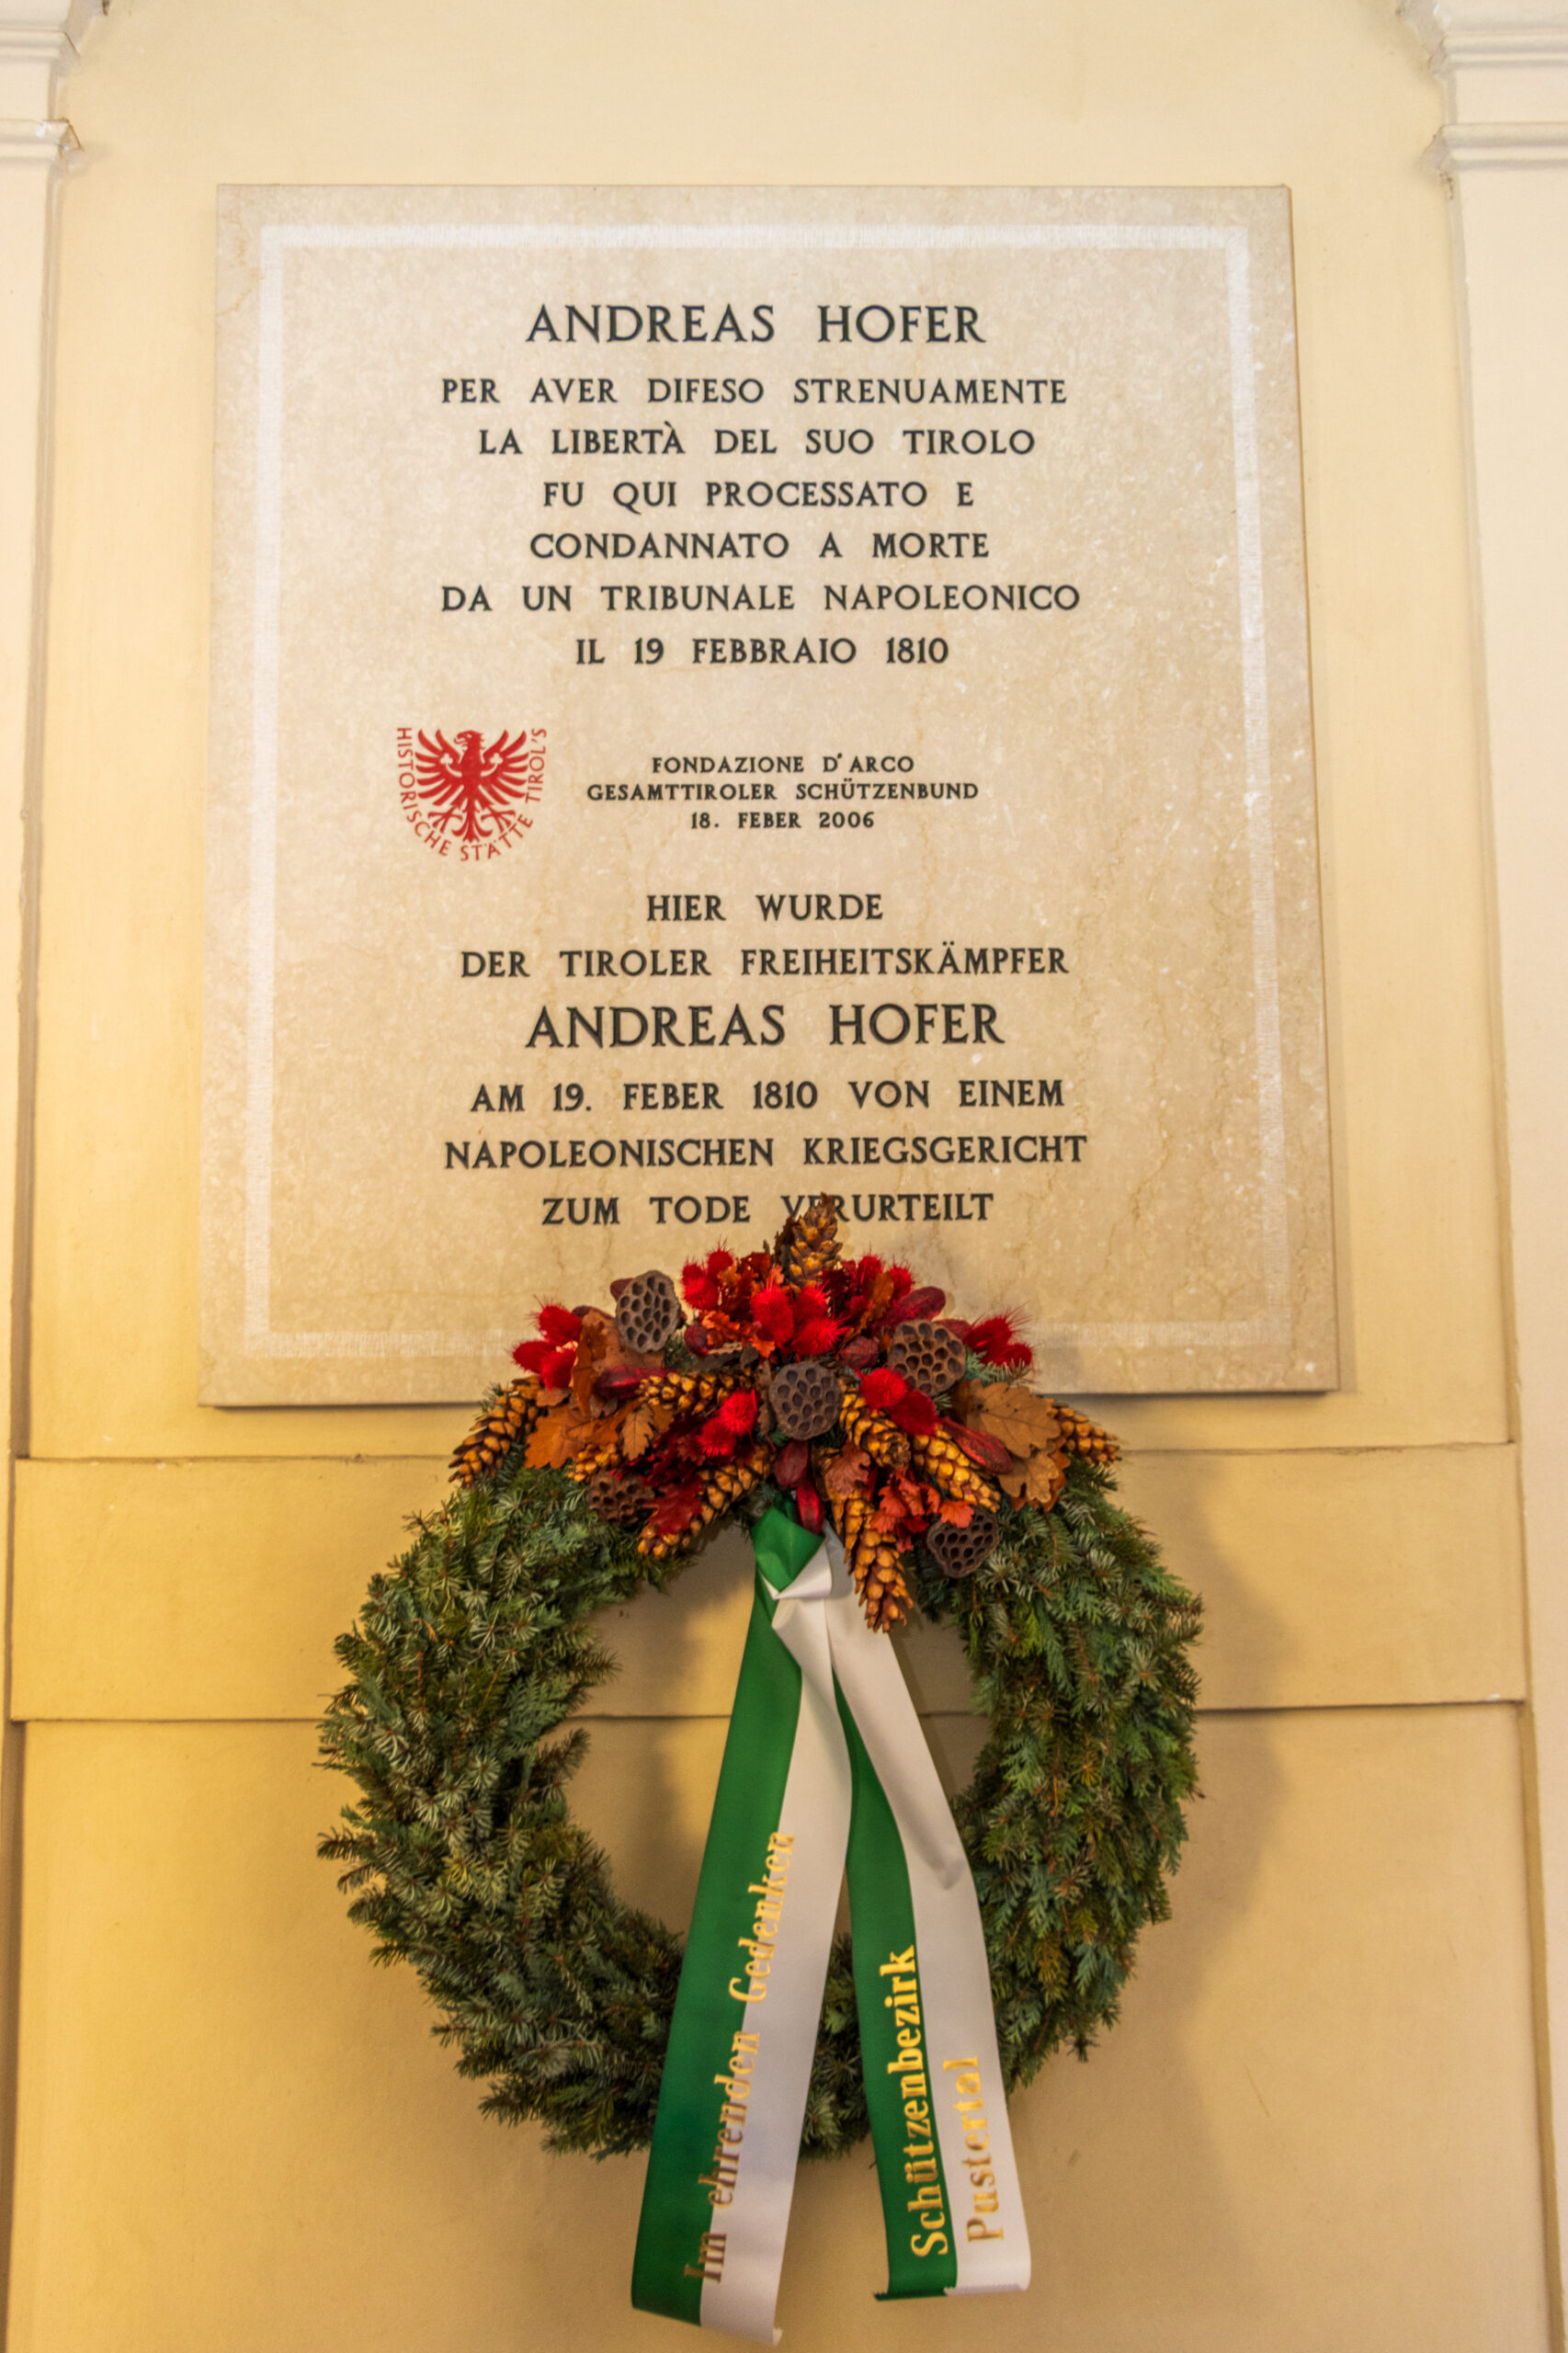 ANDREAS HOFER
PER AVER DIFESO STRENUAMENTE
LA LIBERTÀ DEL SUO TIROLO
FU QUI PROCESSATO E
CONDANNATO A MORTE
DA UN TRIBUNALE NAPOLEONICO
IL 19 FEBBRAIO 1810
HISTORISCHE STÄTTE TIROL'S
FONDAZIONE D'ARCO
GESAMTTIROLER SCHÜTZENBUND
18. FEBER 2006
HIER WURDE
DER TIROLER FREIHEITSKÄMPFER
ANDREAS HOFER
AM 19. FEBER 1810 VON EINEM
NAPOLEONISCHEN KRIEGSGERICHT
ZUM TODE VERURTEILT
Im ehrenden Gedenken
Schützenbezirk
Pustertal